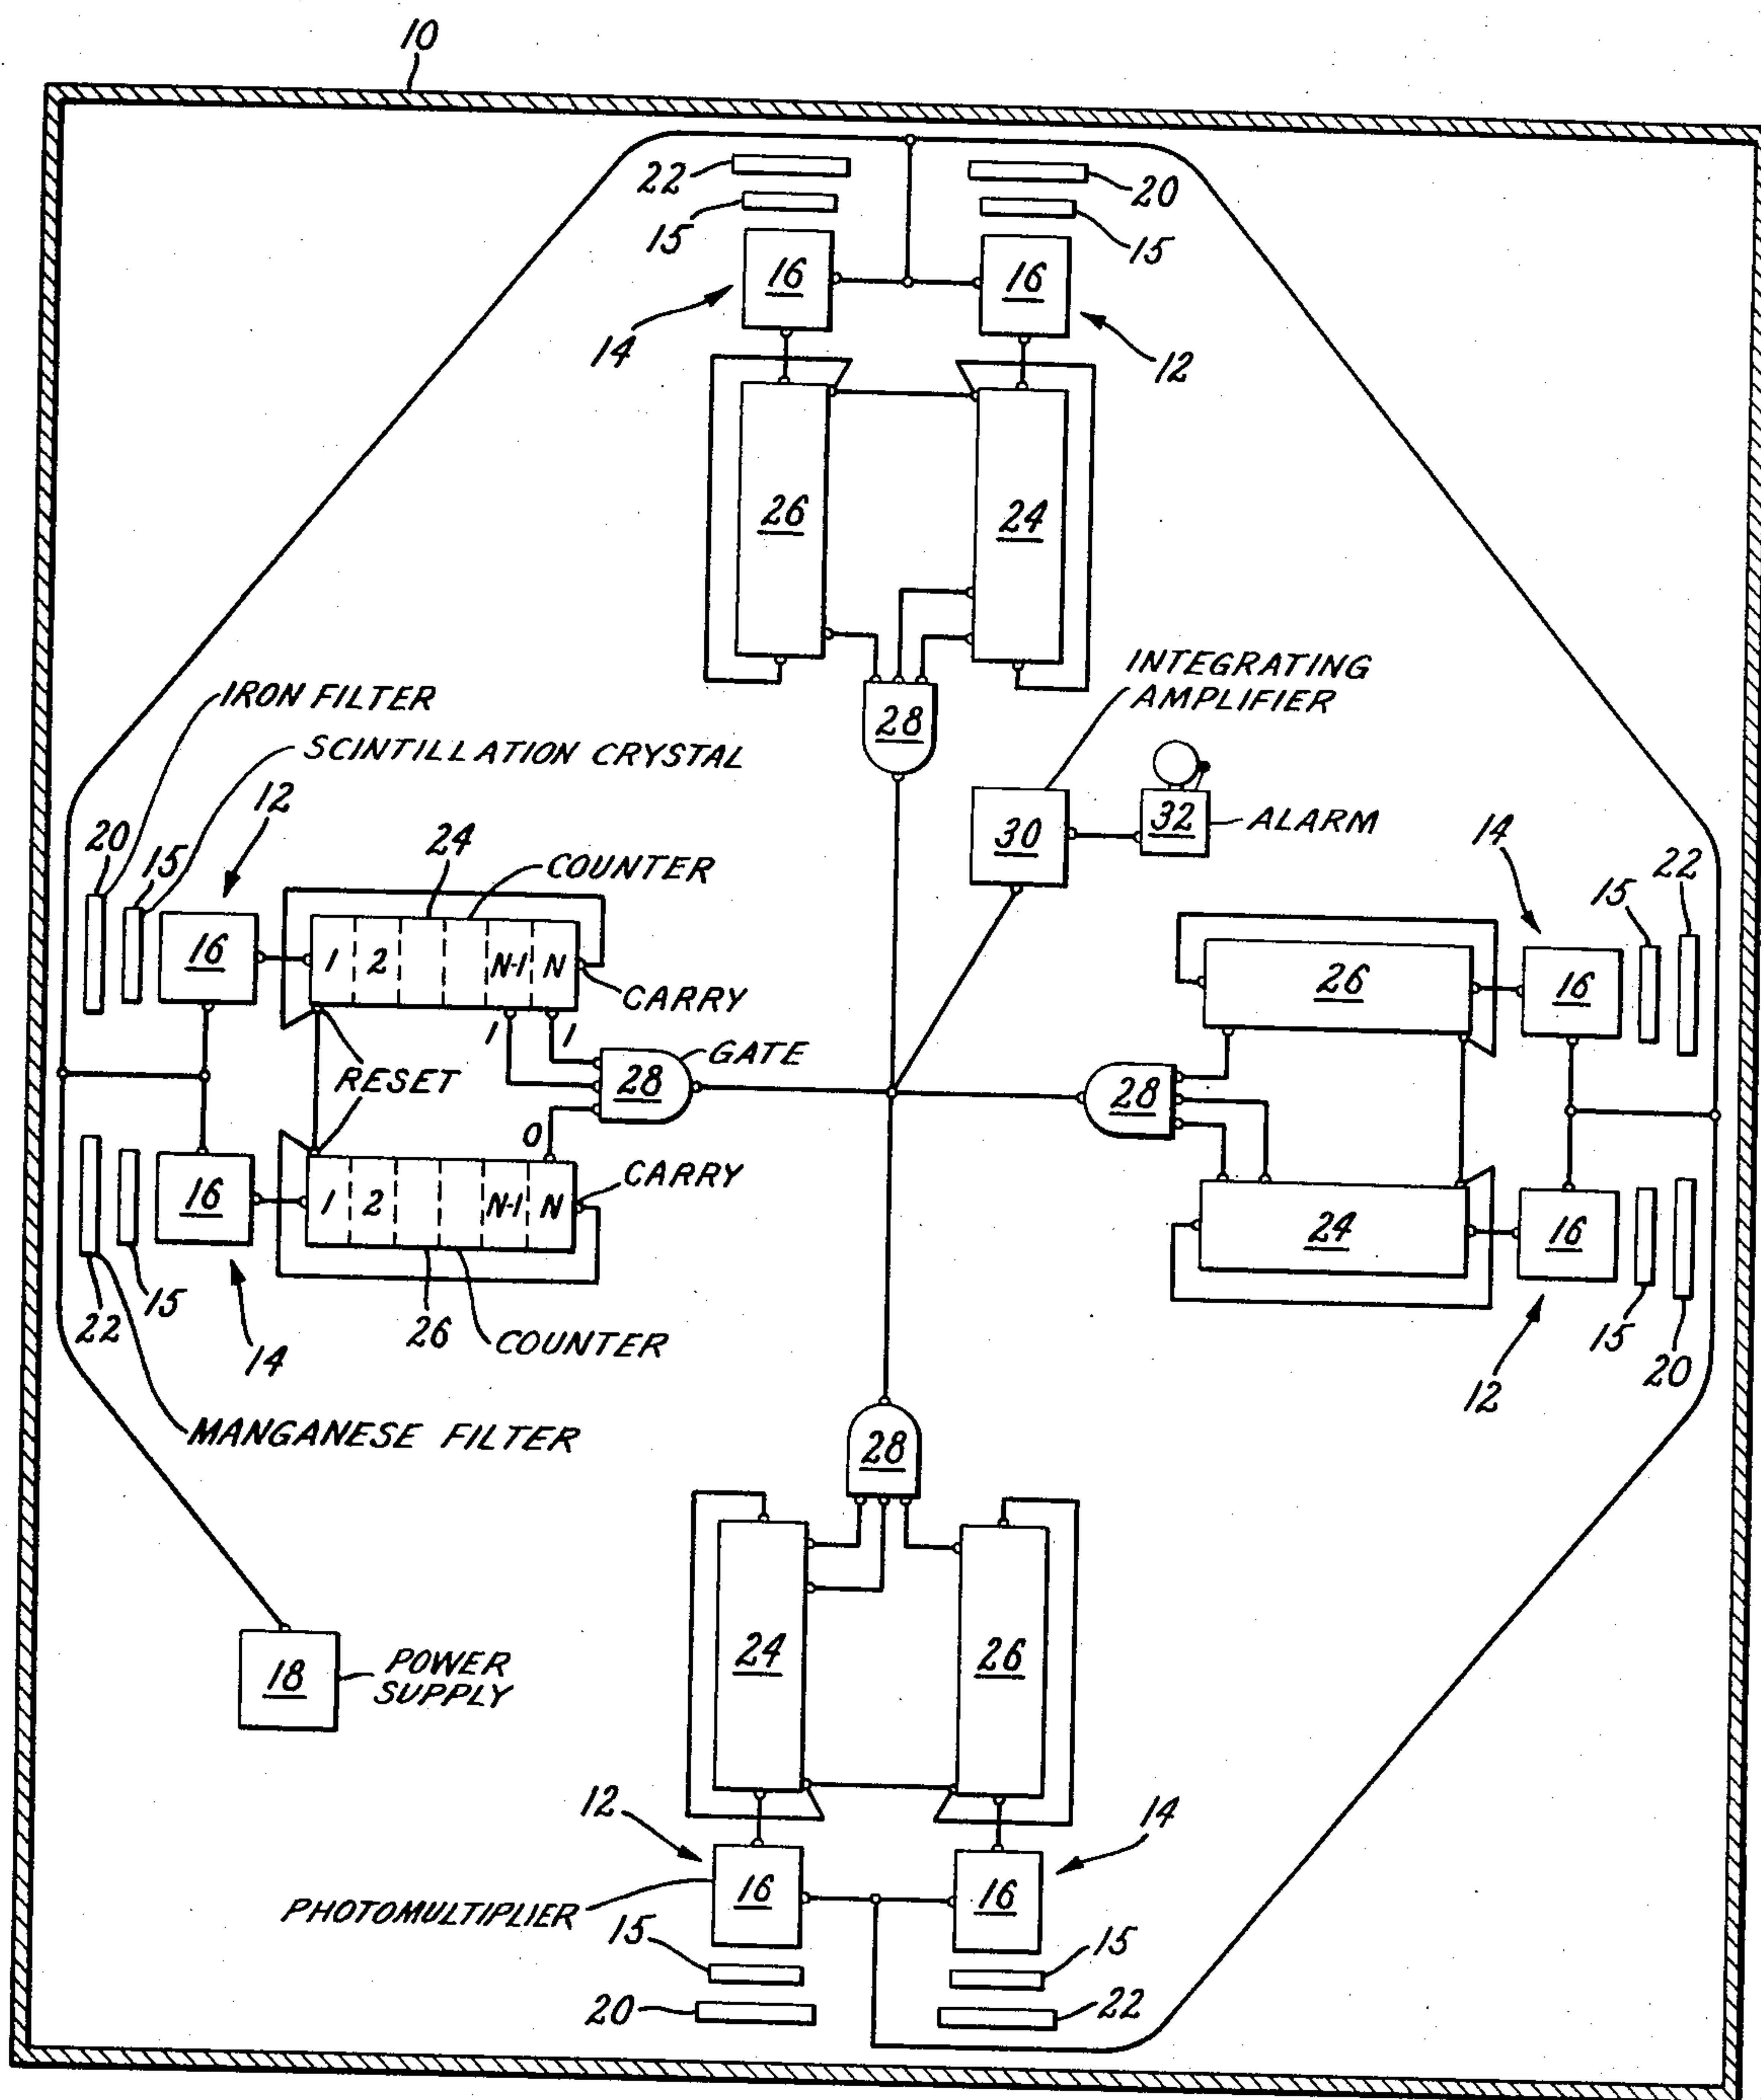 10
22
20
15
15
16
16
14
12
26
24
INTEGRATING
AMPLIFIER
28
IRON FILTER
SCINTILLATION CRYSTAL
12
30
32
ALARM
20
15
24
COUNTER
14
15
22
16
1 2 N-1 N
CARRY
26
16
1 1
GATE
RESET
28
28
0
CARRY
16
1 2 N-1 N
24
16
22
15
14
26
COUNTER
12
15
20
MANGANESE FILTER
28
18
POWER
SUPPLY
24
26
12
14
PHOTOMULTIPLIER
16
16
15
15
20
22